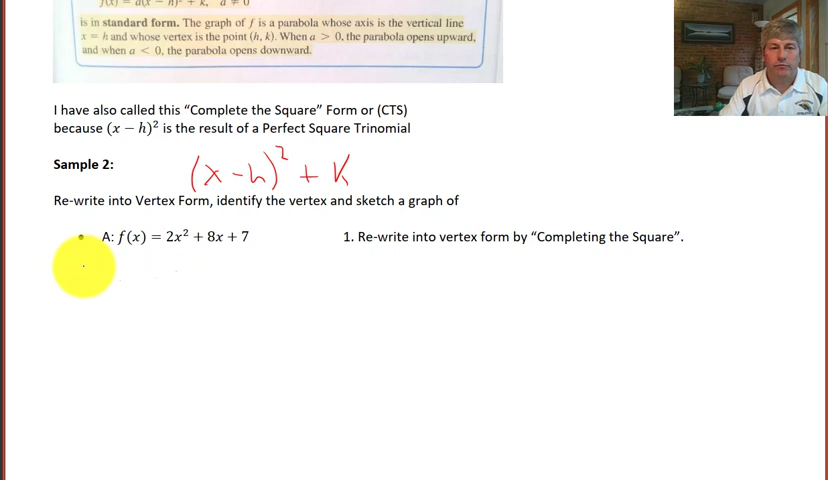 f(x) = a(x − h)² + k, a ≠ 0
is in standard form. The graph of f is a parabola whose axis is the vertical line
x = h and whose vertex is the point (h, k). When a > 0, the parabola opens upward,
and when a < 0, the parabola opens downward.
I have also called this “Complete the Square” Form or (CTS)
because (x − h)² is the result of a Perfect Square Trinomial
Sample 2:
(x - h)² + k
Re-write into Vertex Form, identify the vertex and sketch a graph of
• A: f(x) = 2x² + 8x + 7
1. Re-write into vertex form by “Completing the Square”.